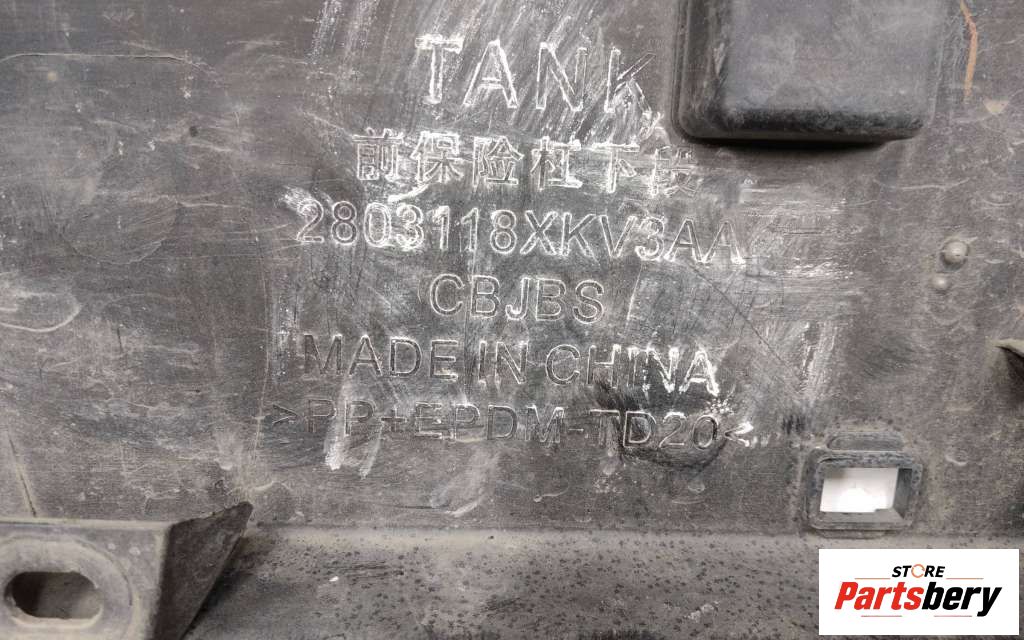 TANK
前保险杠下段
2803118XKV3AA
CBJBS
MADE IN CHINA
>PP+EPDM-TD20<
STORE
Partsbery